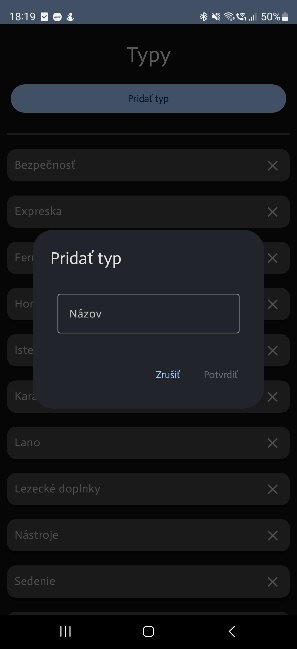 18:19
50%
Typy
Pridať typ
Bezpečnosť
Expreska
Pridať typ
Názov
Zrušiť
Potvrdiť
Lano
Lezecké doplnky
Nástroje
Sedenie